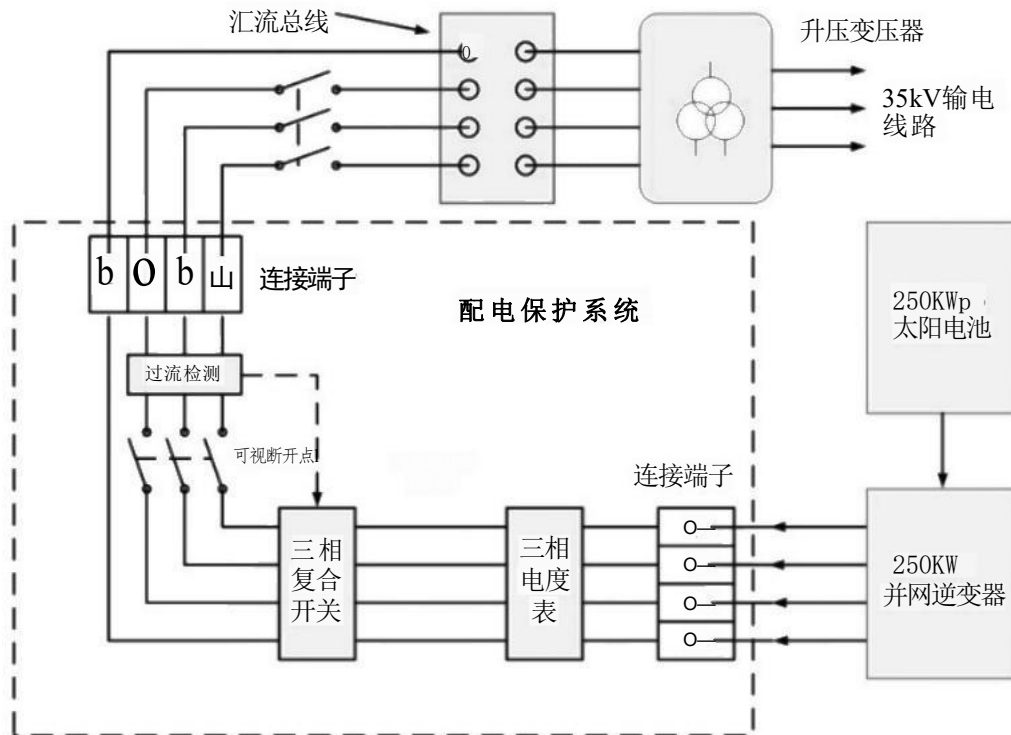 汇流总线
升压变压器
35kV输电
线路
b O b 山
连接端子
配电保护系统
250KWp
太阳电池
过流检测
可视断开点
连接端子
三相
复合
开关
三相
电度
表
250KW
并网逆变器